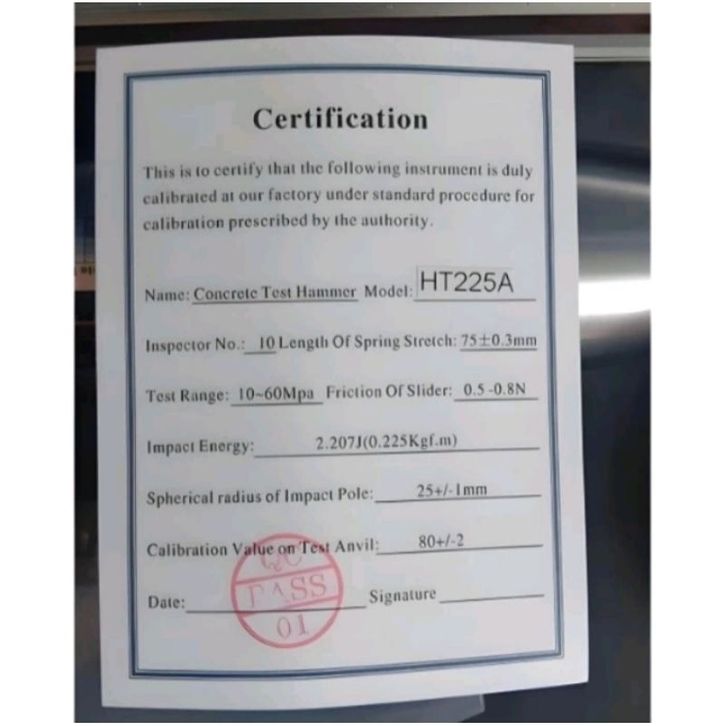 Certification
This is to certify that the following instrument is duly
calibrated at our factory under standard procedure for
calibration prescribed by the authority.
Name: Concrete Test Hammer Model: HT225A
Inspector No.: 10 Length Of Spring Stretch: 75±0.3mm
Test Range: 10~60Mpa Friction Of Slider: 0.5-0.8N
Impact Energy: 2.207J(0.225Kgf.m)
Spherical radius of Impact Pole: 25+/-1mm
Calibration Value on Test Anvil: 80+/-2
QC
Date: PASS Signature
01